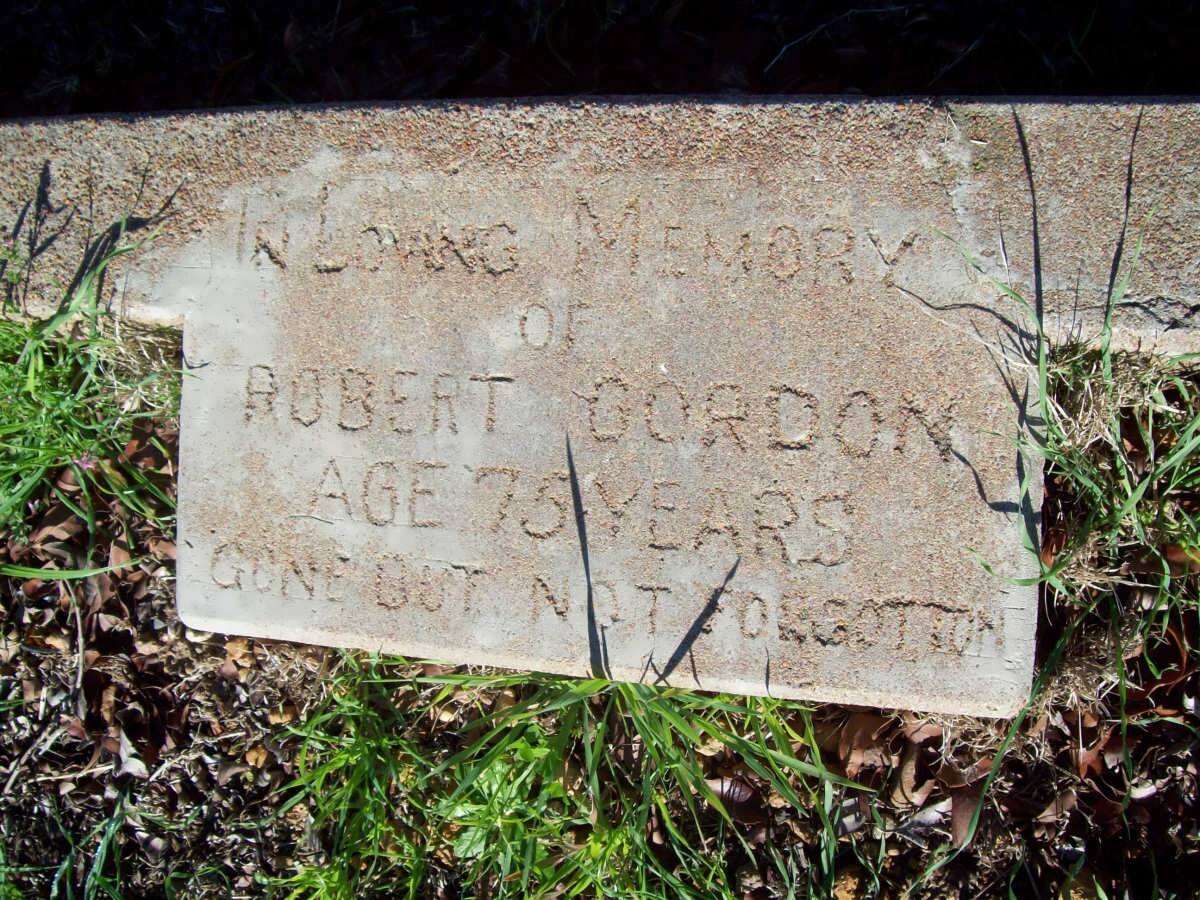 IN LOVING MEMORY
OF
ROBERT GORDON
AGE 75 YEARS
GONE BUT NOT FORGOTTEN